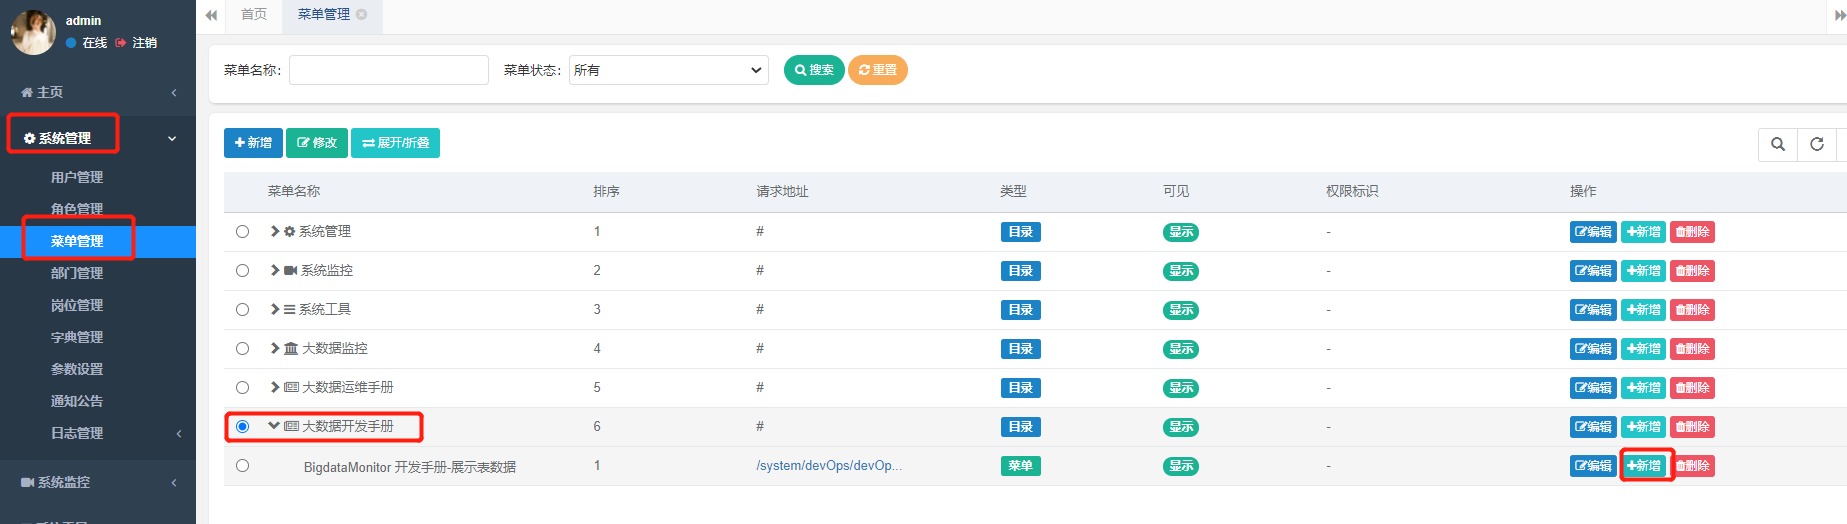 admin
在线 注销
主页
系统管理
用户管理
角色管理
菜单管理
部门管理
岗位管理
字典管理
参数设置
通知公告
日志管理
系统监控
首页 菜单管理
菜单名称： 菜单状态： 所有 搜索 重置
新增 修改 展开/折叠
菜单名称 排序 请求地址 类型 可见 权限标识 操作
系统管理 1 # 目录 显示 - 编辑 新增 删除
系统监控 2 # 目录 显示 - 编辑 新增 删除
系统工具 3 # 目录 显示 - 编辑 新增 删除
大数据监控 4 # 目录 显示 - 编辑 新增 删除
大数据运维手册 5 # 目录 显示 - 编辑 新增 删除
大数据开发手册 6 # 目录 显示 - 编辑 新增 删除
BigdataMonitor 开发手册-展示表数据 1 /system/devOps/devOp... 菜单 显示 - 编辑 新增 删除